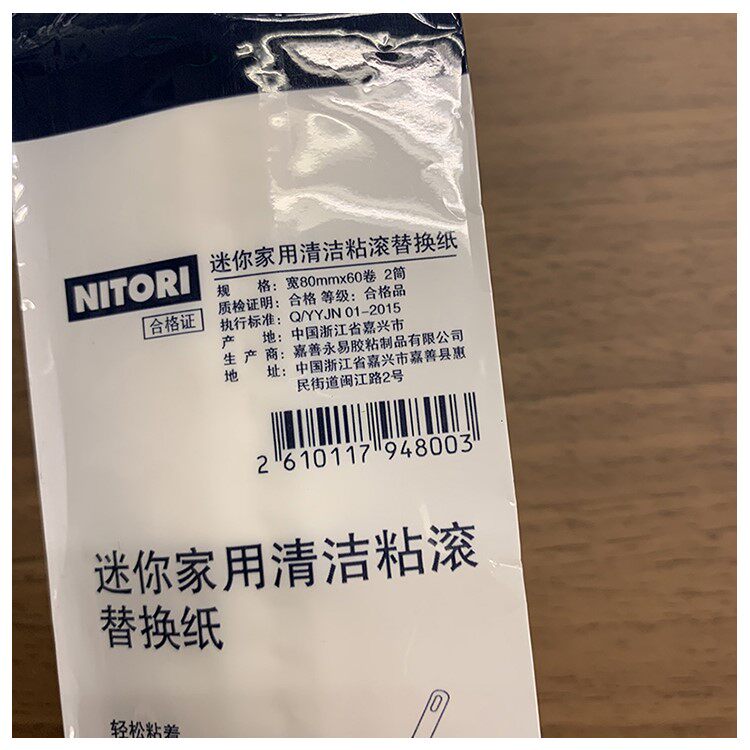 NITORI
合格证
迷你家用清洁粘滚替换纸
规 格: 宽80mmx60卷 2筒
质检证明: 合格 等级: 合格品
执行标准: Q/YYJN 01-2015
产 地: 中国浙江省嘉兴市
生 产 商: 嘉善永易胶粘制品有限公司
地 址: 中国浙江省嘉兴市嘉善县惠
民街道闽江路2号
2 610117 948003
迷你家用清洁粘滚
替换纸
轻松粘着